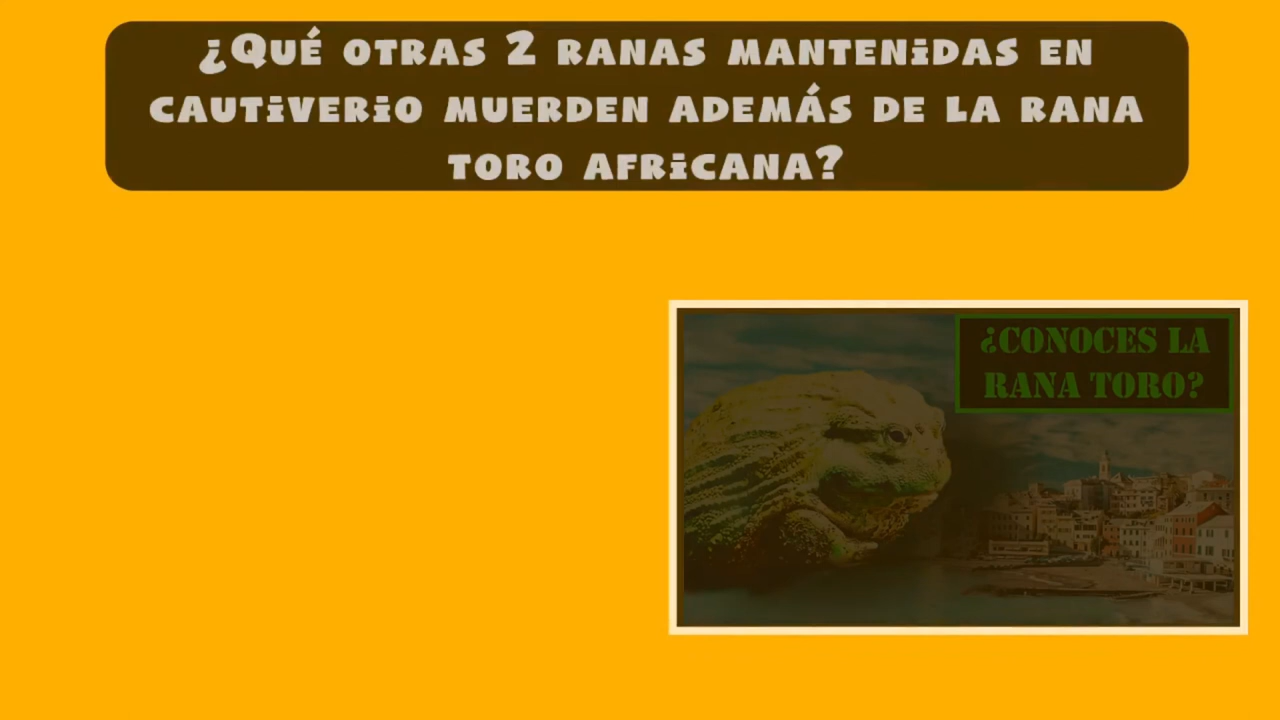 ¿Qué otras 2 ranas mantenidas en
cautiverio muerden además de la rana
toro africana?
¿CONOCES LA
RANA TORO?